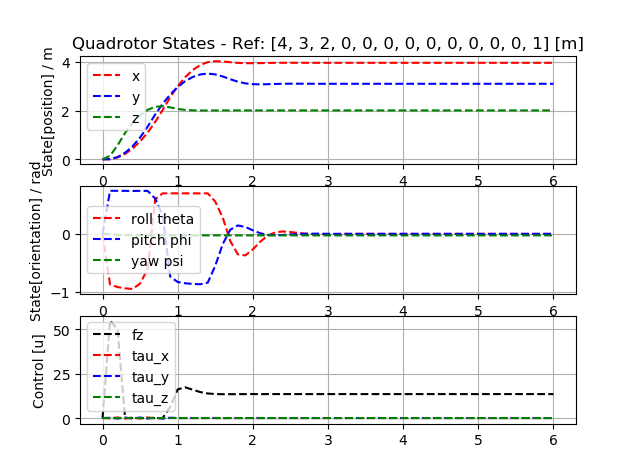 Quadrotor States - Ref: [4, 3, 2, 0, 0, 0, 0, 0, 0, 0, 0, 0, 1] [m]
State[position] / m
4
2
0
x
y
z
0 1 2 3 4 5 6
State[orientation] / rad
0
−1
roll theta
pitch phi
yaw psi
0 1 2 3 4 5 6
Control [u]
50
25
0
fz
tau_x
tau_y
tau_z
0 1 2 3 4 5 6